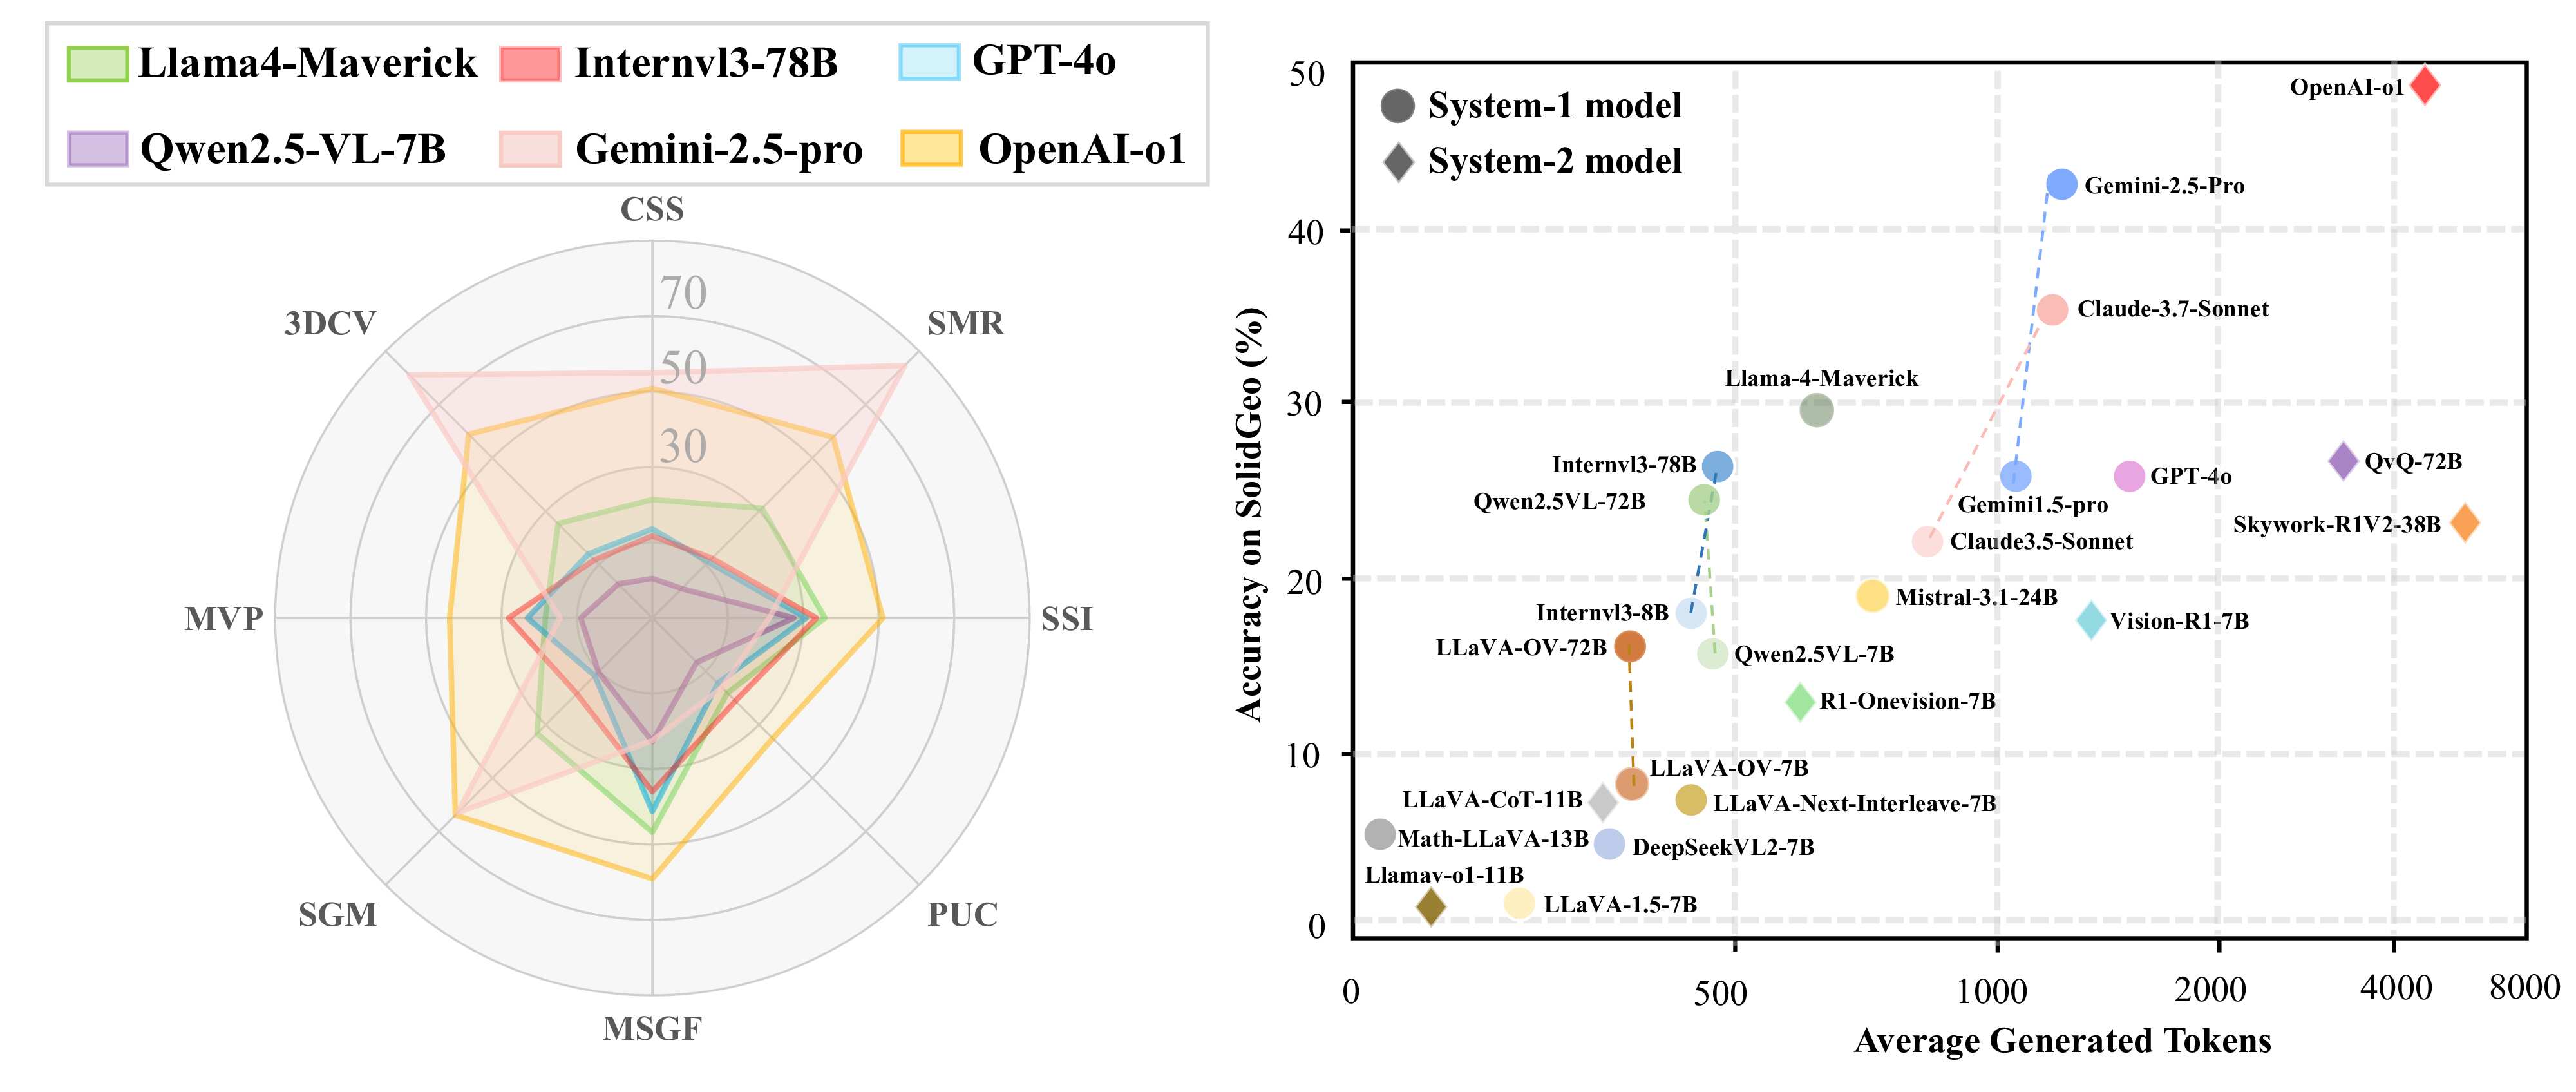 Llama4-Maverick
Internvl3-78B
GPT-4o
Qwen2.5-VL-7B
Gemini-2.5-pro
OpenAI-o1
CSS
SMR
SSI
PUC
MSGF
SGM
MVP
3DCV
70
50
30
System-1 model
System-2 model
OpenAI-o1
Gemini-2.5-Pro
Claude-3.7-Sonnet
Llama-4-Maverick
Internvl3-78B
Qwen2.5VL-72B
Gemini1.5-pro
GPT-4o
QvQ-72B
Skywork-R1V2-38B
Claude3.5-Sonnet
Mistral-3.1-24B
Internvl3-8B
Vision-R1-7B
LLaVA-OV-72B
Qwen2.5VL-7B
R1-Onevision-7B
LLaVA-OV-7B
LLaVA-CoT-11B
LLaVA-Next-Interleave-7B
Math-LLaVA-13B
DeepSeekVL2-7B
Llamav-o1-11B
LLaVA-1.5-7B
50
40
30
20
10
0
Accuracy on SolidGeo (%)
0
500
1000
2000
4000
8000
Average Generated Tokens